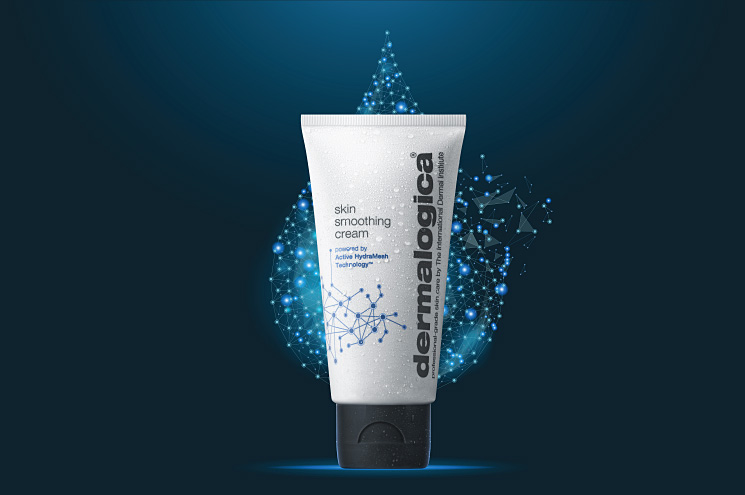 skin
smoothing
cream
powered by
Active HydraMesh
Technology™
dermalogica®
professional-grade skin care by The International Dermal Institute